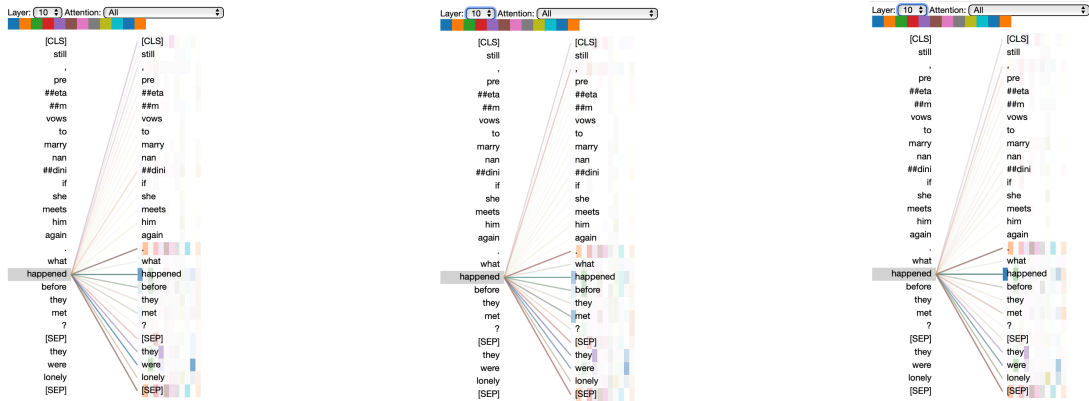 Layer: 10 Attention: All
[CLS] [CLS]
still still
, ,
pre pre
##eta ##eta
##m ##m
vows vows
to to
marry marry
nan nan
##dini ##dini
if if
she she
meets meets
him him
again again
. .
what what
happened happened
before before
they they
met met
? ?
[SEP] [SEP]
they they
were were
lonely lonely
[SEP] [SEP]
Layer: 10 Attention: All
[CLS] [CLS]
still still
, ,
pre pre
##eta ##eta
##m ##m
vows vows
to to
marry marry
nan nan
##dini ##dini
if if
she she
meets meets
him him
again again
. .
what what
happened happened
before before
they they
met met
? ?
[SEP] [SEP]
they they
were were
lonely lonely
[SEP] [SEP]
Layer: 10 Attention: All
[CLS] [CLS]
still still
, ,
pre pre
##eta ##eta
##m ##m
vows vows
to to
marry marry
nan nan
##dini ##dini
if if
she she
meets meets
him him
again again
. .
what what
happened happened
before before
they they
met met
? ?
[SEP] [SEP]
they they
were were
lonely lonely
[SEP] [SEP]